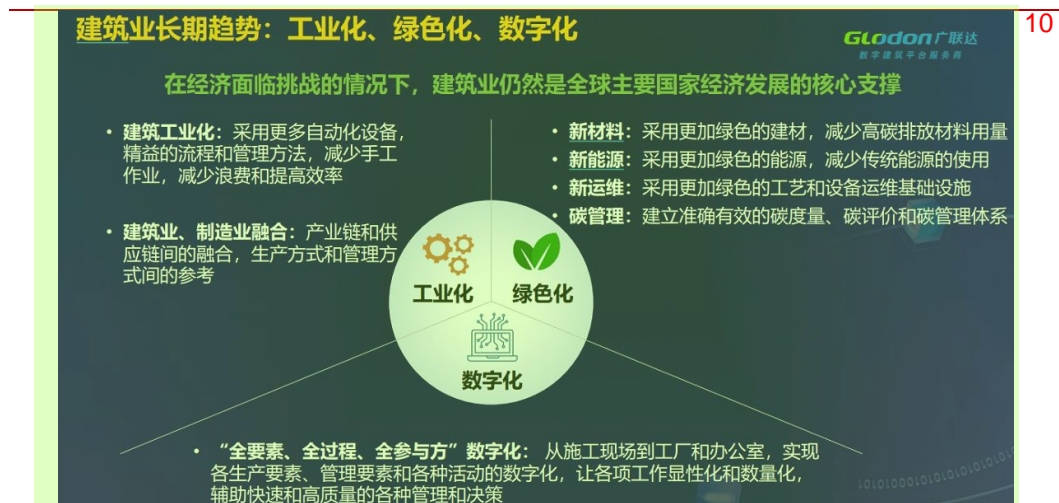 10
建筑业长期趋势：工业化、绿色化、数字化
GLodon广联达
数字建筑平台服务商
在经济面临挑战的情况下，建筑业仍然是全球主要国家经济发展的核心支撑
• 建筑工业化：采用更多自动化设备，
精益的流程和管理方法，减少手工
作业，减少浪费和提高效率
• 建筑业、制造业融合：产业链和供
应链间的融合，生产方式和管理方
式间的参考
• 新材料：采用更加绿色的建材，减少高碳排放材料用量
• 新能源：采用更加绿色的能源，减少传统能源的使用
• 新运维：采用更加绿色的工艺和设备运维基础设施
• 碳管理：建立准确有效的碳度量、碳评价和碳管理体系
工业化
绿色化
数字化
• “全要素、全过程、全参与方”数字化： 从施工现场到工厂和办公室，实现
各生产要素、管理要素和各种活动的数字化，让各项工作显性化和数量化，
辅助快速和高质量的各种管理和决策